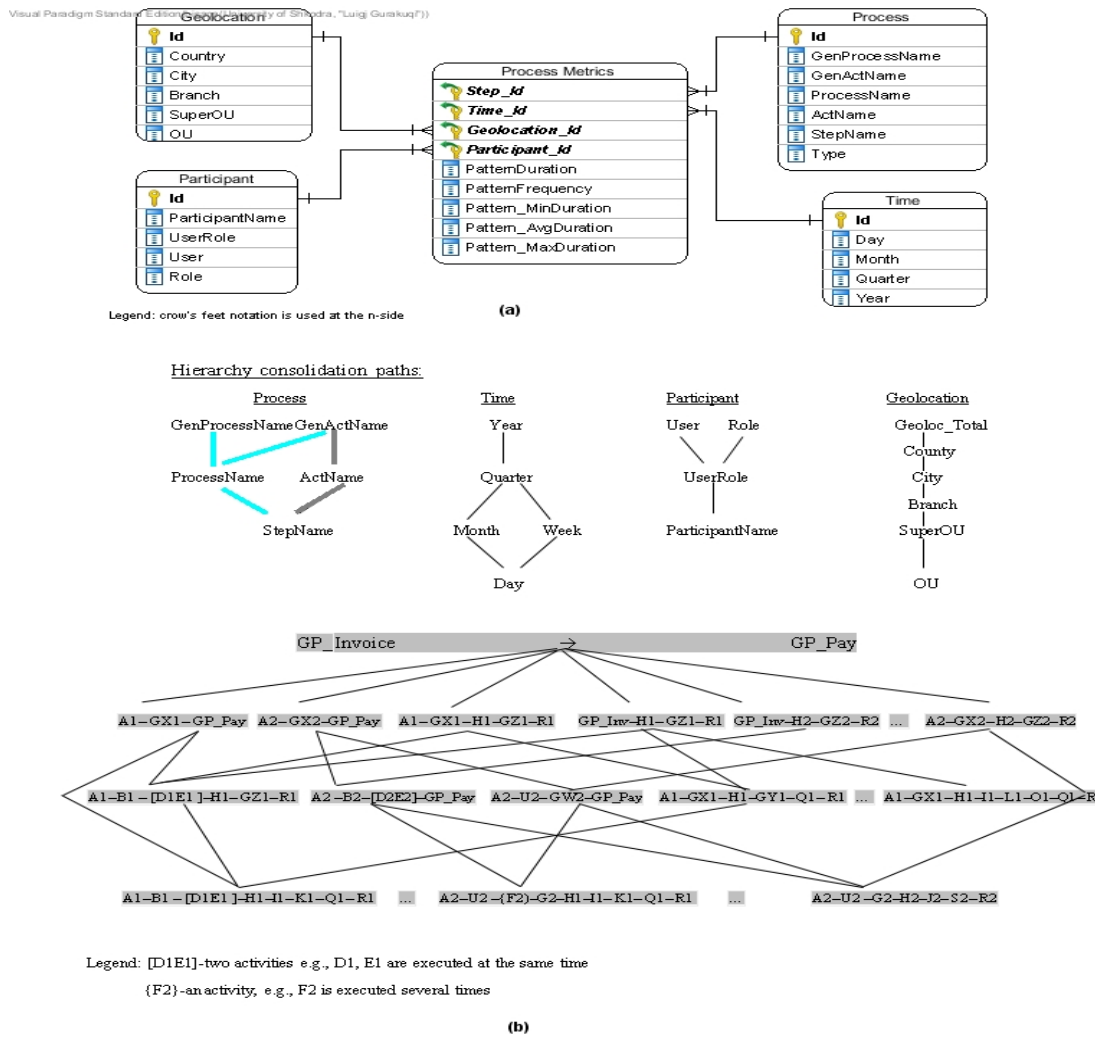 Visual Paradigm Standard Edition (University of Shkodra, "Luigj Gurakuqi"))
Geolocation
Id
Country
City
Branch
SuperOU
OU
Participant
Id
ParticipantName
UserRole
User
Role
Process Metrics
Step_Id
Time_Id
Geolocation_Id
Participant_Id
PatternDuration
PatternFrequency
Pattern_MinDuration
Pattern_AvgDuration
Pattern_MaxDuration
Process
Id
GenProcessName
GenActName
ProcessName
ActName
StepName
Type
Time
Id
Day
Month
Quarter
Year
Legend: crow's feet notation is used at the n-side
(a)
Hierarchy consolidation paths:
Process Time Participant Geolocation
GenProcessName GenActName Year User Role Geoloc_Total
County
ProcessName ActName Quarter UserRole City
Branch
StepName Month Week ParticipantName SuperOU
Day OU
GP_Invoice → GP_Pay
A1-GX1-GP_Pay A2-GX2-GP_Pay A1-GX1-H1-GZ1-R1 GP_Inv-H1-GZ1-R1 GP_Inv-H2-GZ2-R2 ... A2-GX2-H2-GZ2-R2
A1-B1-[D1E1]-H1-GZ1-R1 A2-B2-[D2E2]-GP_Pay A2-U2-GW2-GP_Pay A1-GX1-H1-GY1-Q1-R1 ... A1-GX1-H1-I1-L1-O1-Q1-R
A1-B1-[D1E1]-H1-I1-K1-Q1-R1 ... A2-U2-{F2)-G2-H1-I1-K1-Q1-R1 ... A2-U2-G2-H2-J2-S2-R2
Legend: [D1E1]-two activities e.g., D1, E1 are executed at the same time
{F2}-an activity, e.g., F2 is executed several times
(b)